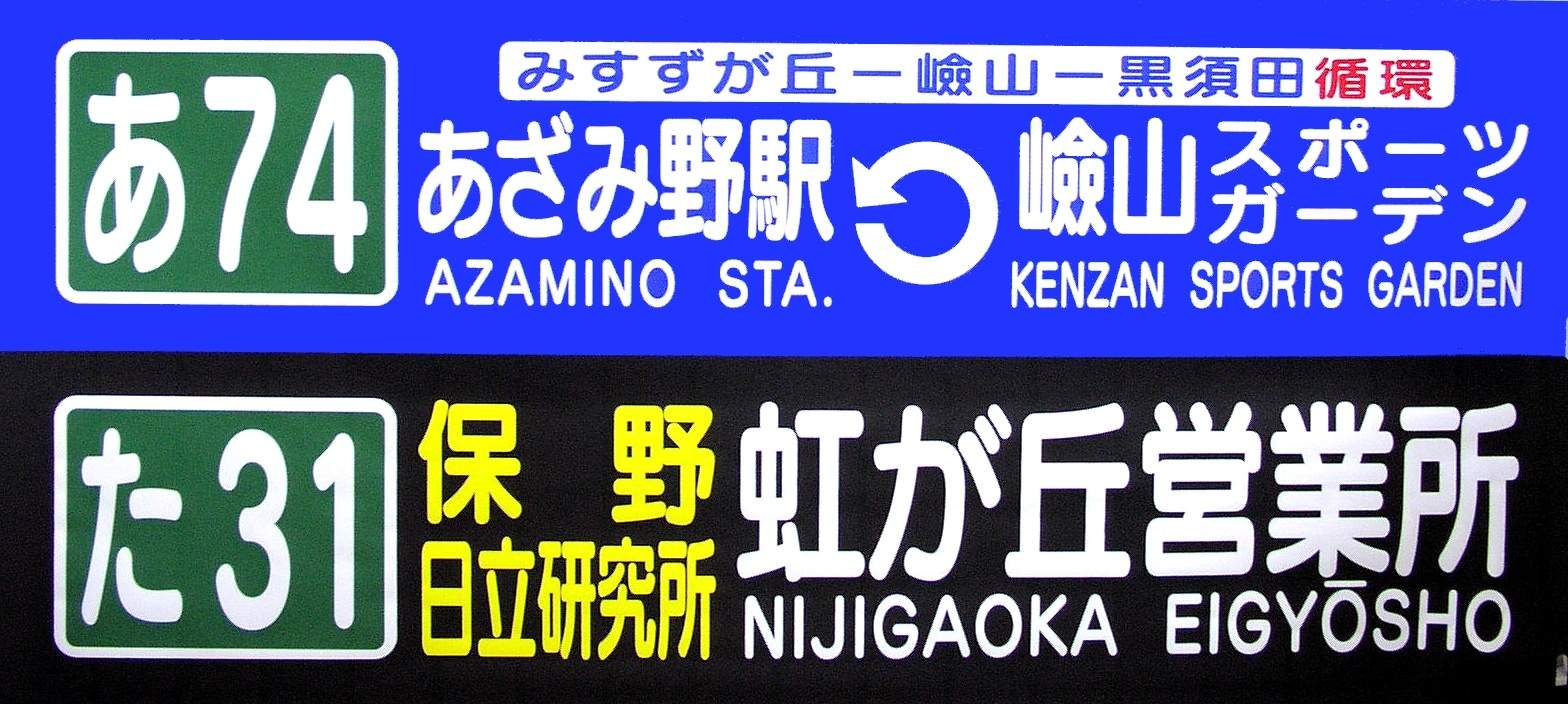 あ74
みすずが丘ー嶮山ー黒須田循環
あざみ野駅 嶮山スポーツガーデン
AZAMINO STA. KENZAN SPORTS GARDEN
た31
保野
日立研究所
虹が丘営業所
NIJIGAOKA EIGYŌSHO